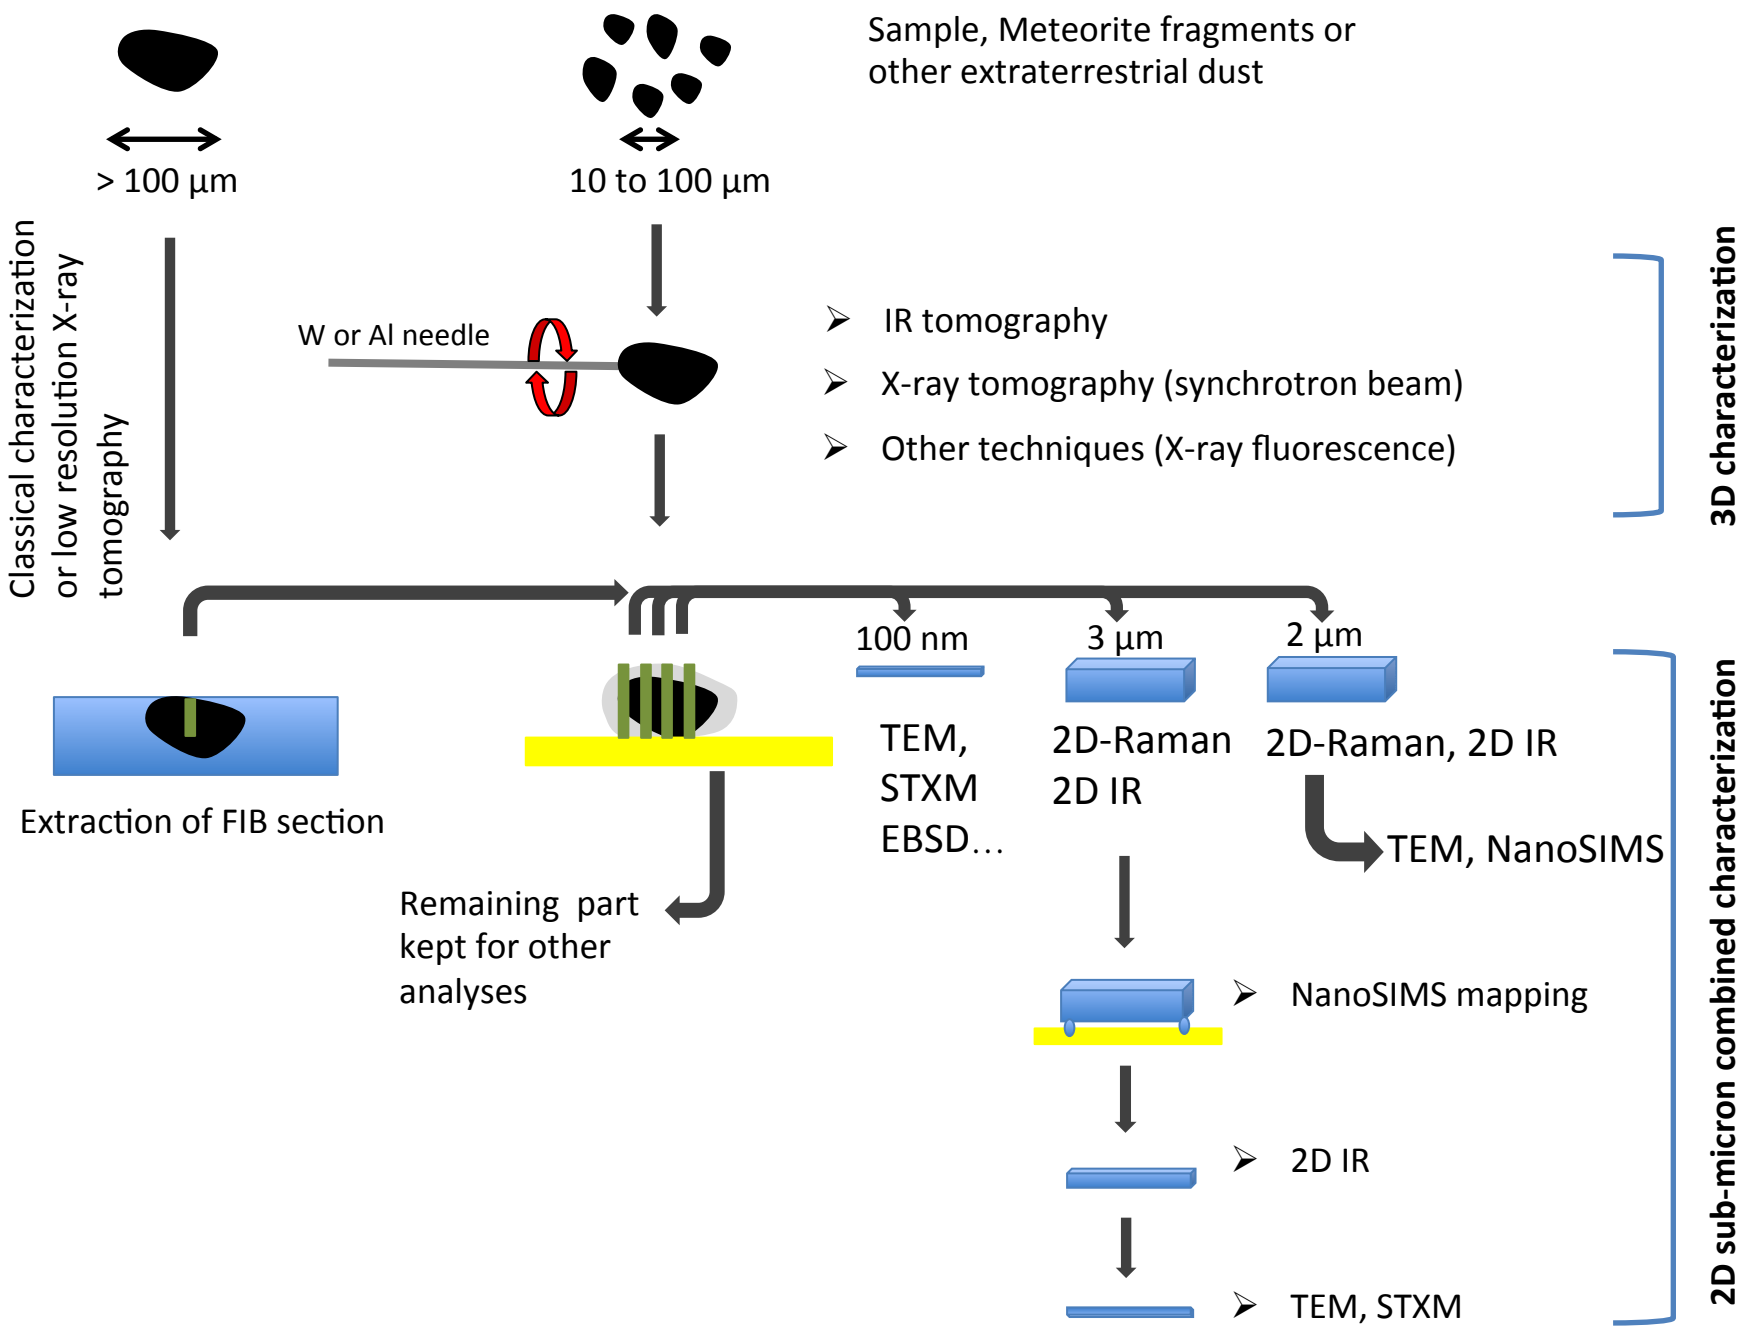 Sample, Meteorite fragments or
other extraterrestrial dust
> 100 µm
10 to 100 µm
Classical characterization
or low resolution X-ray
tomography
W or Al needle
➢ IR tomography
➢ X-ray tomography (synchrotron beam)
➢ Other techniques (X-ray fluorescence)
3D characterization
100 nm
3 µm
2 µm
TEM,
STXM
EBSD...
2D-Raman
2D IR
2D-Raman, 2D IR
TEM, NanoSIMS
Extraction of FIB section
Remaining part
kept for other
analyses
➢ NanoSIMS mapping
➢ 2D IR
➢ TEM, STXM
2D sub-micron combined characterization